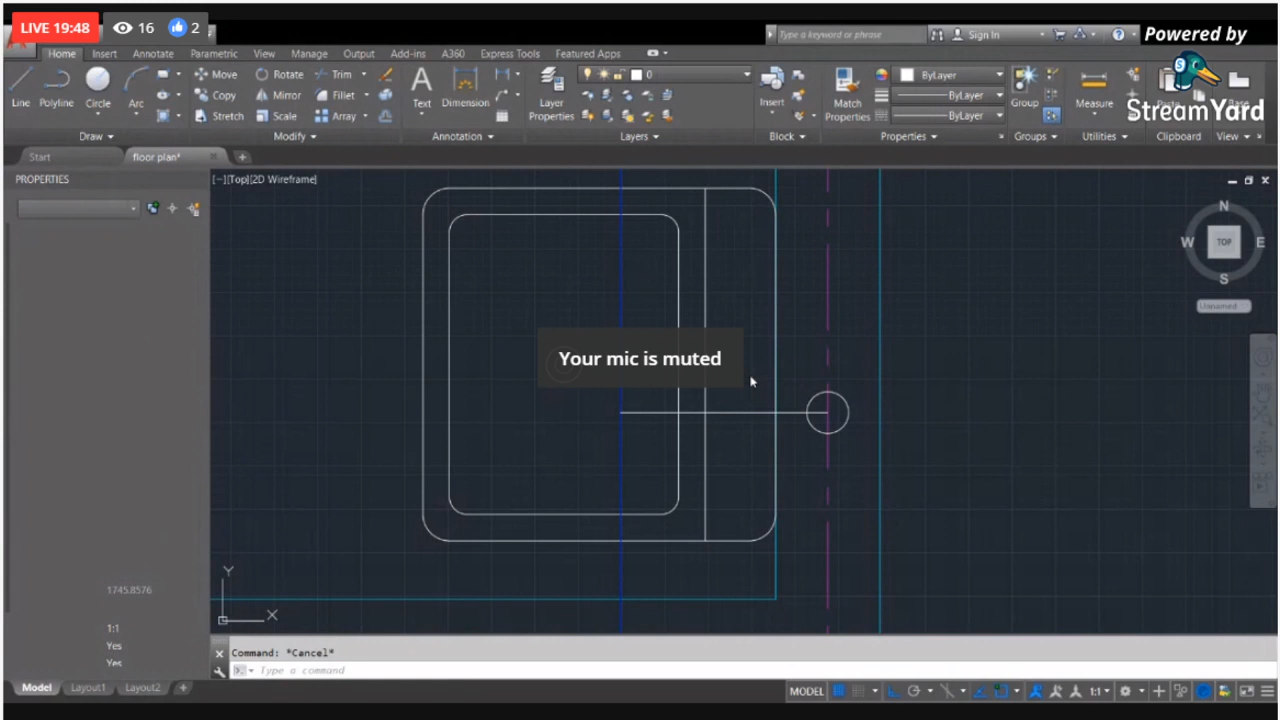 LIVE 19:48 16 2
Type a keyword or phrase Sign In
Powered by
StreamYard
Home Insert Annotate Parametric View Manage Output Add-ins A360 Express Tools Featured Apps
Line Polyline Circle Arc
Move Rotate Trim
Copy Mirror Fillet
Stretch Scale Array
Text Dimension
Layer Properties
0
Insert
Match Properties
ByLayer
ByLayer
ByLayer
Group
Measure
Paste
Base
Draw Modify Annotation Layers Block Properties Groups Utilities Clipboard View
Start floor plan*
PROPERTIES
[−][Top][2D Wireframe]
N
W TOP E
S
Unnamed
Your mic is muted
1745.8576
1:1
Yes
Yes
Y
X
Command: *Cancel*
Type a command
Model Layout1 Layout2
MODEL 1:1